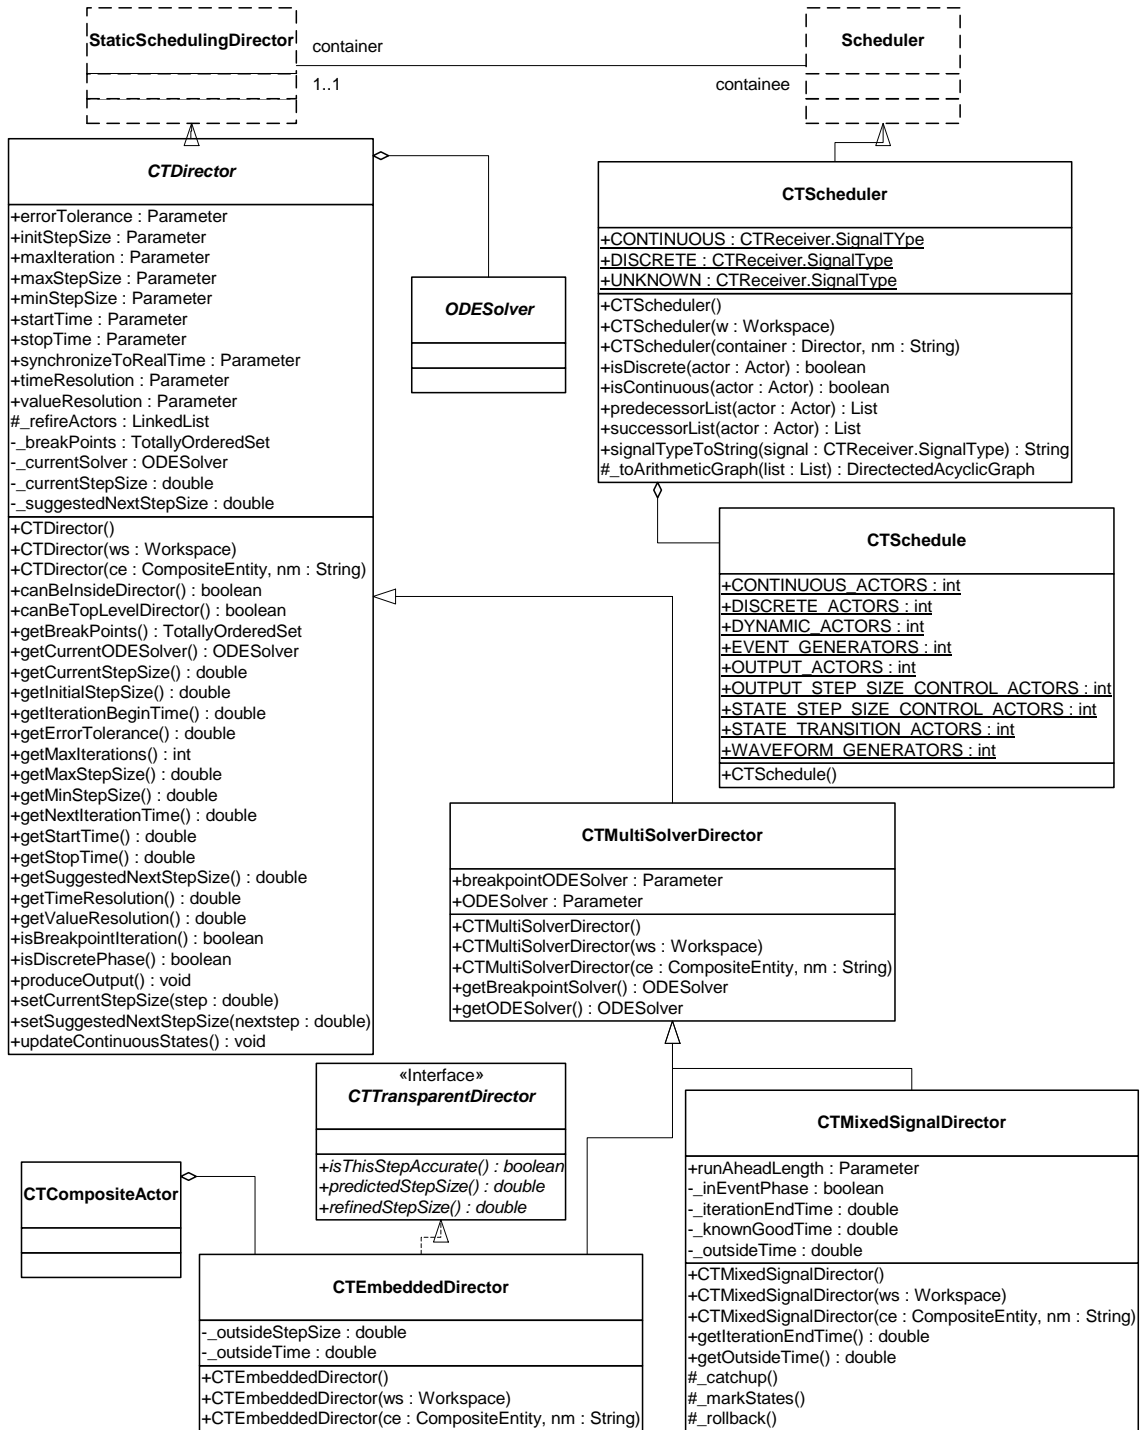 StaticSchedulingDirector
container
1..1
Scheduler
containee
CTDirector
+errorTolerance : Parameter
+initStepSize : Parameter
+maxIteration : Parameter
+maxStepSize : Parameter
+minStepSize : Parameter
+startTime : Parameter
+stopTime : Parameter
+synchronizeToRealTime : Parameter
+timeResolution : Parameter
+valueResolution : Parameter
#_refireActors : LinkedList
-_breakPoints : TotallyOrderedSet
-_currentSolver : ODESolver
-_currentStepSize : double
-_suggestedNextStepSize : double
+CTDirector()
+CTDirector(ws : Workspace)
+CTDirector(ce : CompositeEntity, nm : String)
+canBeInsideDirector() : boolean
+canBeTopLevelDirector() : boolean
+getBreakPoints() : TotallyOrderedSet
+getCurrentODESolver() : ODESolver
+getCurrentStepSize() : double
+getInitialStepSize() : double
+getIterationBeginTime() : double
+getErrorTolerance() : double
+getMaxIterations() : int
+getMaxStepSize() : double
+getMinStepSize() : double
+getNextIterationTime() : double
+getStartTime() : double
+getStopTime() : double
+getSuggestedNextStepSize() : double
+getTimeResolution() : double
+getValueResolution() : double
+isBreakpointIteration() : boolean
+isDiscretePhase() : boolean
+produceOutput() : void
+setCurrentStepSize(step : double)
+setSuggestedNextStepSize(nextstep : double)
+updateContinuousStates() : void
ODESolver
CTScheduler
+CONTINUOUS : CTReceiver.SignalTYpe
+DISCRETE : CTReceiver.SignalType
+UNKNOWN : CTReceiver.SignalType
+CTScheduler()
+CTScheduler(w : Workspace)
+CTScheduler(container : Director, nm : String)
+isDiscrete(actor : Actor) : boolean
+isContinuous(actor : Actor) : boolean
+predecessorList(actor : Actor) : List
+successorList(actor : Actor) : List
+signalTypeToString(signal : CTReceiver.SignalType) : String
#_toArithmeticGraph(list : List) : DirectectedAcyclicGraph
CTSchedule
+CONTINUOUS_ACTORS : int
+DISCRETE_ACTORS : int
+DYNAMIC_ACTORS : int
+EVENT_GENERATORS : int
+OUTPUT_ACTORS : int
+OUTPUT_STEP_SIZE_CONTROL_ACTORS : int
+STATE_STEP_SIZE_CONTROL_ACTORS : int
+STATE_TRANSITION_ACTORS : int
+WAVEFORM_GENERATORS : int
+CTSchedule()
CTMultiSolverDirector
+breakpointODESolver : Parameter
+ODESolver : Parameter
+CTMultiSolverDirector()
+CTMultiSolverDirector(ws : Workspace)
+CTMultiSolverDirector(ce : CompositeEntity, nm : String)
+getBreakpointSolver() : ODESolver
+getODESolver() : ODESolver
«Interface»
CTTransparentDirector
+isThisStepAccurate() : boolean
+predictedStepSize() : double
+refinedStepSize() : double
CTCompositeActor
CTEmbeddedDirector
-_outsideStepSize : double
-_outsideTime : double
+CTEmbeddedDirector()
+CTEmbeddedDirector(ws : Workspace)
+CTEmbeddedDirector(ce : CompositeEntity, nm : String)
CTMixedSignalDirector
+runAheadLength : Parameter
-_inEventPhase : boolean
-_iterationEndTime : double
-_knownGoodTime : double
-_outsideTime : double
+CTMixedSignalDirector()
+CTMixedSignalDirector(ws : Workspace)
+CTMixedSignalDirector(ce : CompositeEntity, nm : String)
+getIterationEndTime() : double
+getOutsideTime() : double
#_catchup()
#_markStates()
#_rollback()